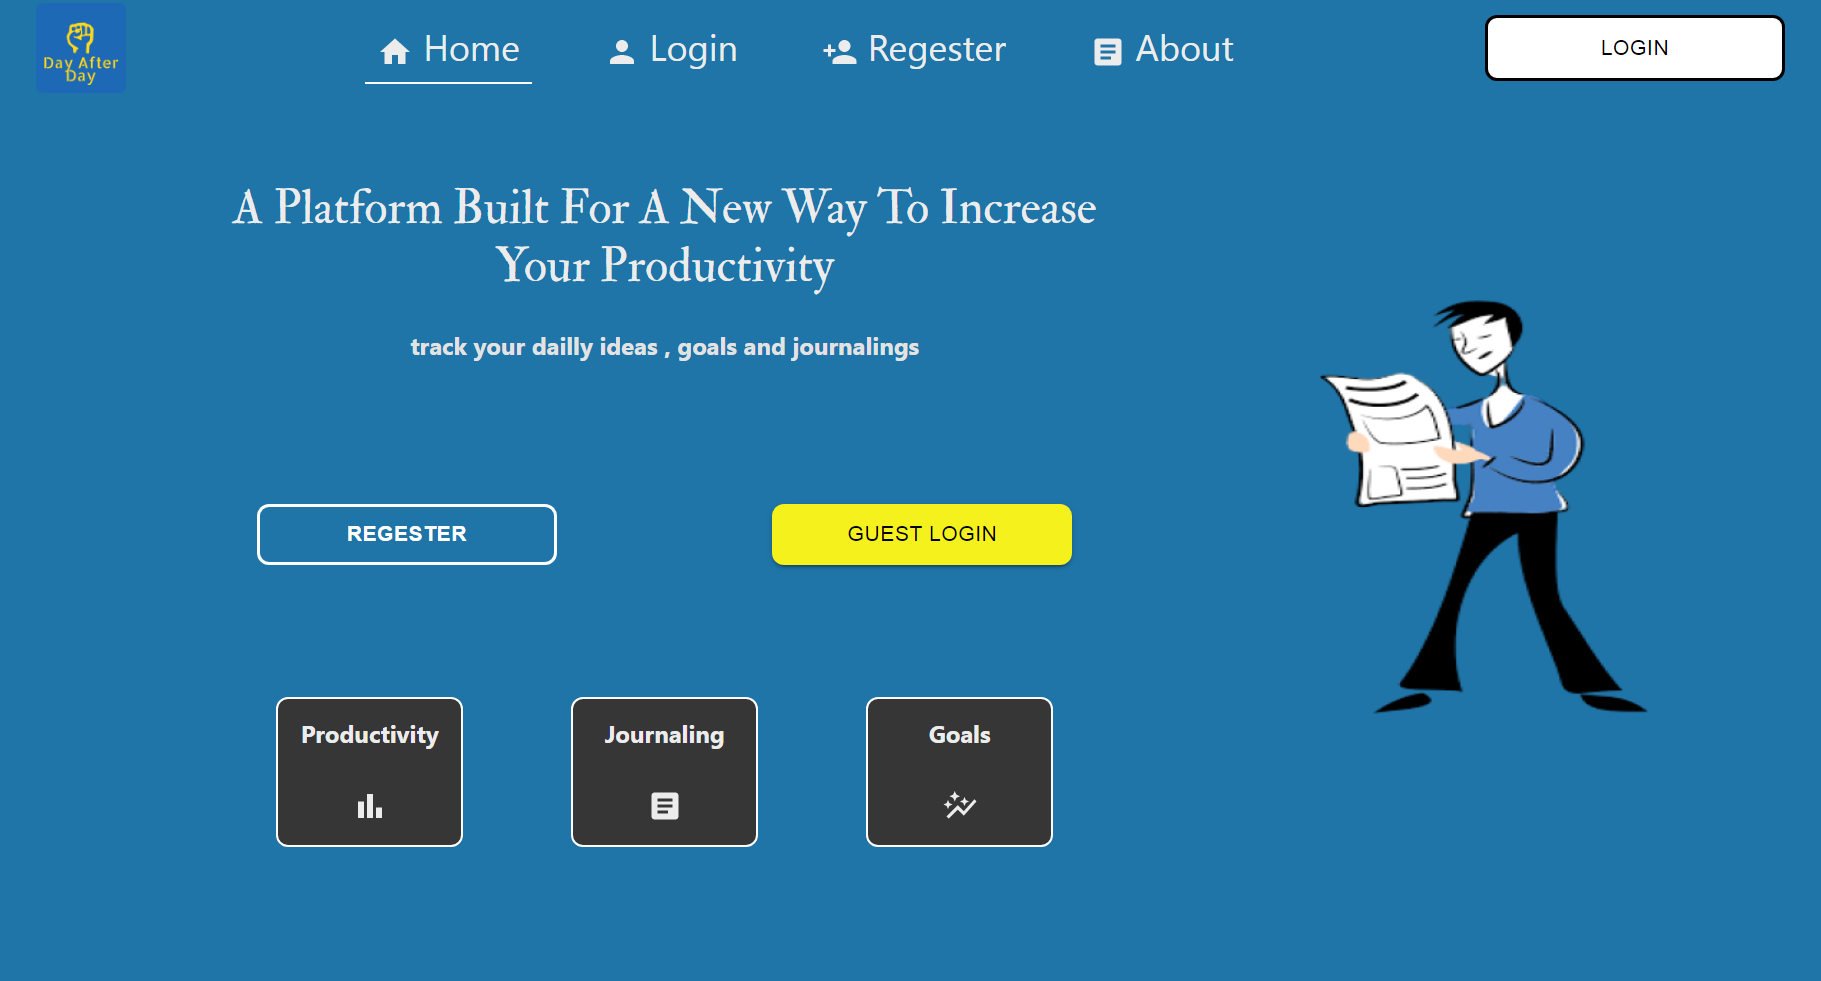 Day After
Day
Home
Login
Regester
About
LOGIN
A Platform Built For A New Way To Increase
Your Productivity
track your dailly ideas , goals and journalings
REGESTER
GUEST LOGIN
Productivity
Journaling
Goals